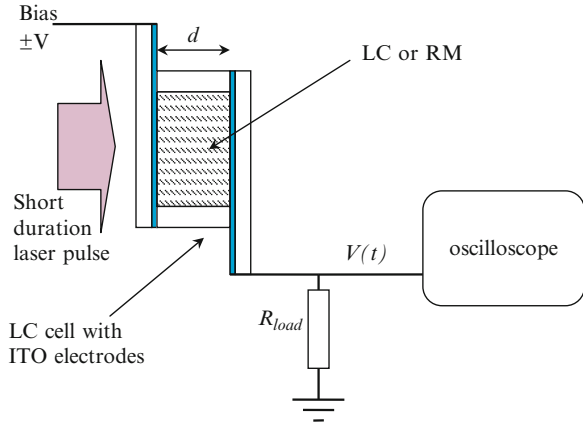 Bias
±V
d
LC or RM
Short
duration
laser pulse
V(t)
oscilloscope
R_load
LC cell with
ITO electrodes